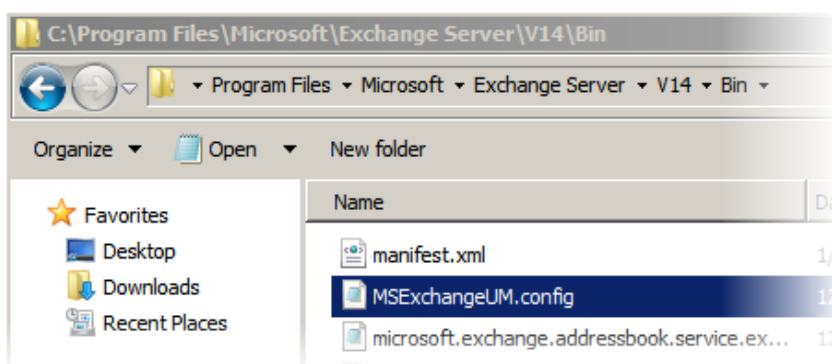 C:\Program Files\Microsoft\Exchange Server\V14\Bin
Program Files Microsoft Exchange Server V14 Bin
Organize Open New folder
Favorites
Desktop
Downloads
Recent Places
Name
manifest.xml
MSExchangeUM.config
microsoft.exchange.addressbook.service.ex...